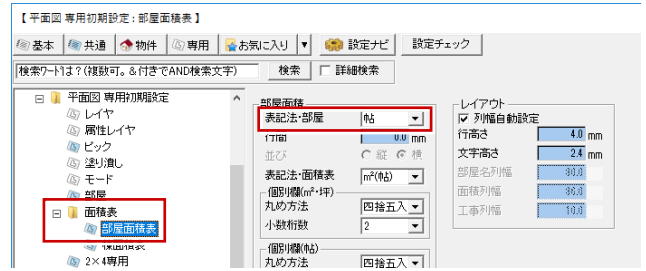 【 平面図 専用初期設定 : 部屋面積表 】
基本 共通 物件 専用 お気に入り ▼ 設定ナビ 設定チェック
検索ワードは？(複数可。＆付きでAND検索文字) 検索 詳細検索
平面図 専用初期設定
レイヤ
属性レイヤ
ピック
塗り潰し
モード
部屋
面積表
部屋面積表
2×4専用
部屋面積
表記法・部屋 帖
行間 0.0 mm
並び 縦 横
表記法・面積表 m²(帖)
個別欄(m²・坪)
丸め方法 四捨五入
小数桁数 2
個別欄(帖)
丸め方法 四捨五入
レイアウト
列幅自動設定
行高さ 4.0 mm
文字高さ 2.4 mm
部屋名列幅 30.0
面積列幅 36.0
工事列幅 10.0